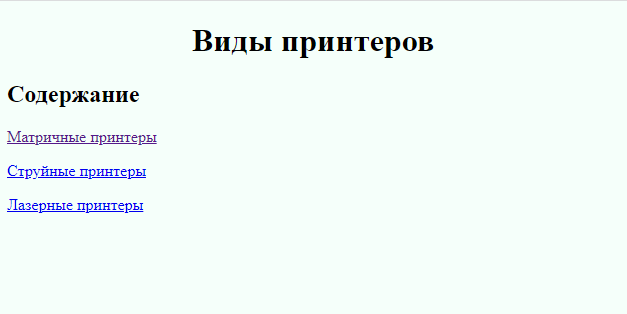 Виды принтеров
Содержание
Матричные принтеры
Струйные принтеры
Лазерные принтеры